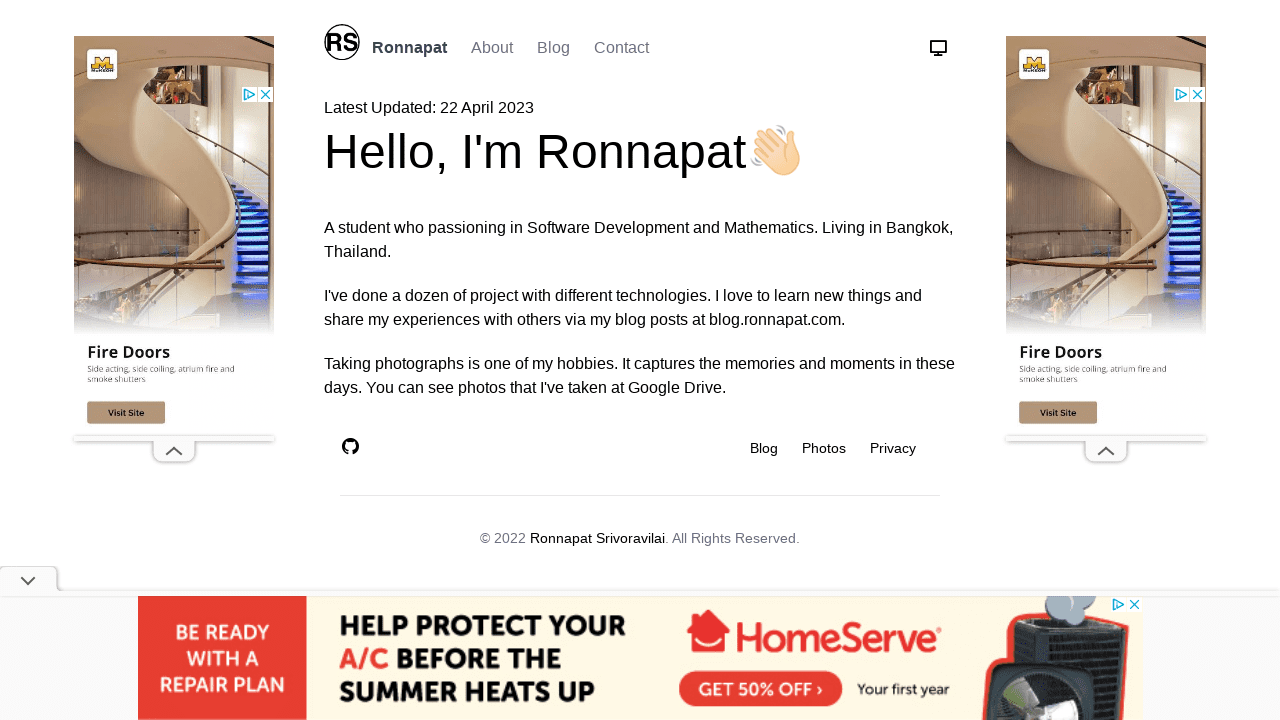 RS Ronnapat About Blog Contact
Latest Updated: 22 April 2023
Hello, I'm Ronnapat👋
A student who passioning in Software Development and Mathematics. Living in Bangkok,
Thailand.
I've done a dozen of project with different technologies. I love to learn new things and
share my experiences with others via my blog posts at blog.ronnapat.com.
Taking photographs is one of my hobbies. It captures the memories and moments in these
days. You can see photos that I've taken at Google Drive.
Blog Photos Privacy
© 2022 Ronnapat Srivoravilai. All Rights Reserved.
McKEON
Fire Doors
Side acting, side coiling, atrium fire and
smoke shutters
Visit Site
McKEON
Fire Doors
Side acting, side coiling, atrium fire and
smoke shutters
Visit Site
BE READY
WITH A
REPAIR PLAN
HELP PROTECT YOUR
A/C BEFORE THE
SUMMER HEATS UP
HomeServe®
GET 50% OFF ›
Your first year